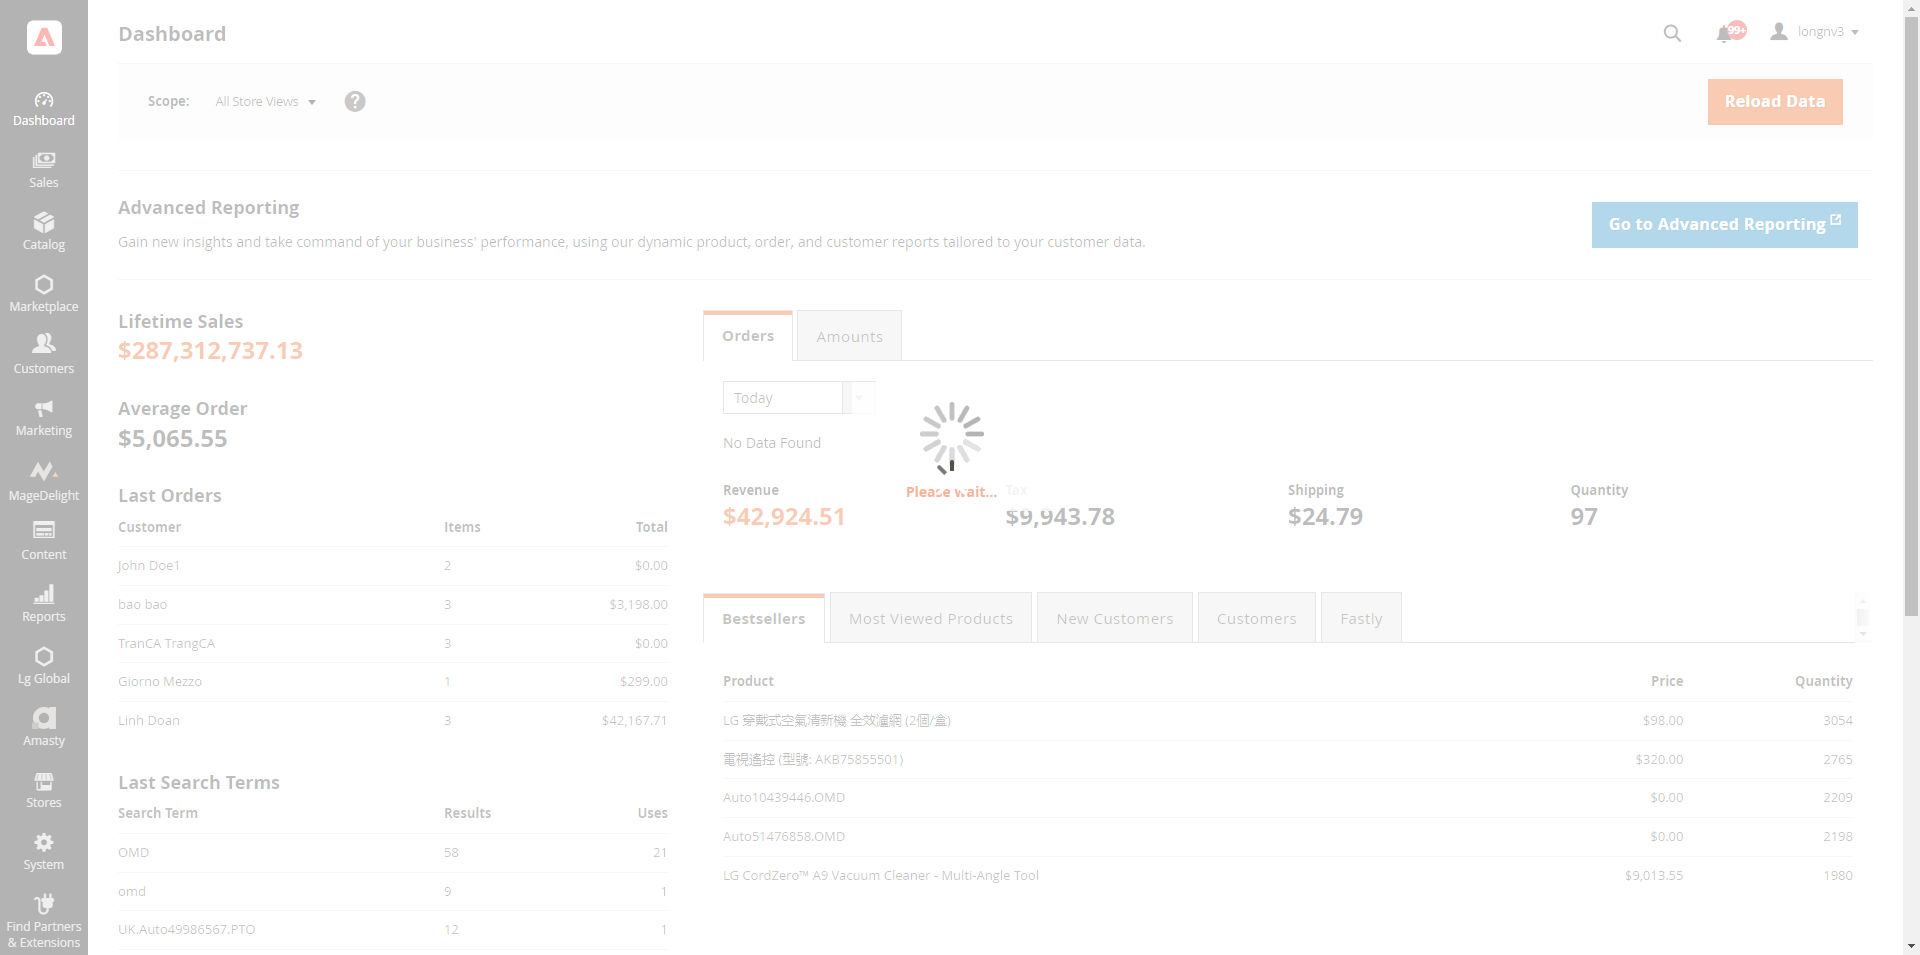 Dashboard
99+
longnv3
Scope:
All Store Views
?
Reload Data
Dashboard
Sales
Catalog
Marketplace
Customers
Marketing
MageDelight
Content
Reports
Lg Global
Amasty
Stores
System
Find Partners
& Extensions
Advanced Reporting
Gain new insights and take command of your business' performance, using our dynamic product, order, and customer reports tailored to your customer data.
Go to Advanced Reporting
Lifetime Sales
$287,312,737.13
Average Order
$5,065.55
Last Orders
Customer Items Total
John Doe1 2 $0.00
bao bao 3 $3,198.00
TranCA TrangCA 3 $0.00
Giorno Mezzo 1 $299.00
Linh Doan 3 $42,167.71
Last Search Terms
Search Term Results Uses
OMD 58 21
omd 9 1
UK.Auto49986567.PTO 12 1
Orders Amounts
Today
No Data Found
Please wait...
Revenue Tax Shipping Quantity
$42,924.51 $9,943.78 $24.79 97
Bestsellers Most Viewed Products New Customers Customers Fastly
Product Price Quantity
LG 穿戴式空氣清新機 全效濾網 (2個/盒) $98.00 3054
電視遙控 (型號: AKB75855501) $320.00 2765
Auto10439446.OMD $0.00 2209
Auto51476858.OMD $0.00 2198
LG CordZero™ A9 Vacuum Cleaner - Multi-Angle Tool $9,013.55 1980